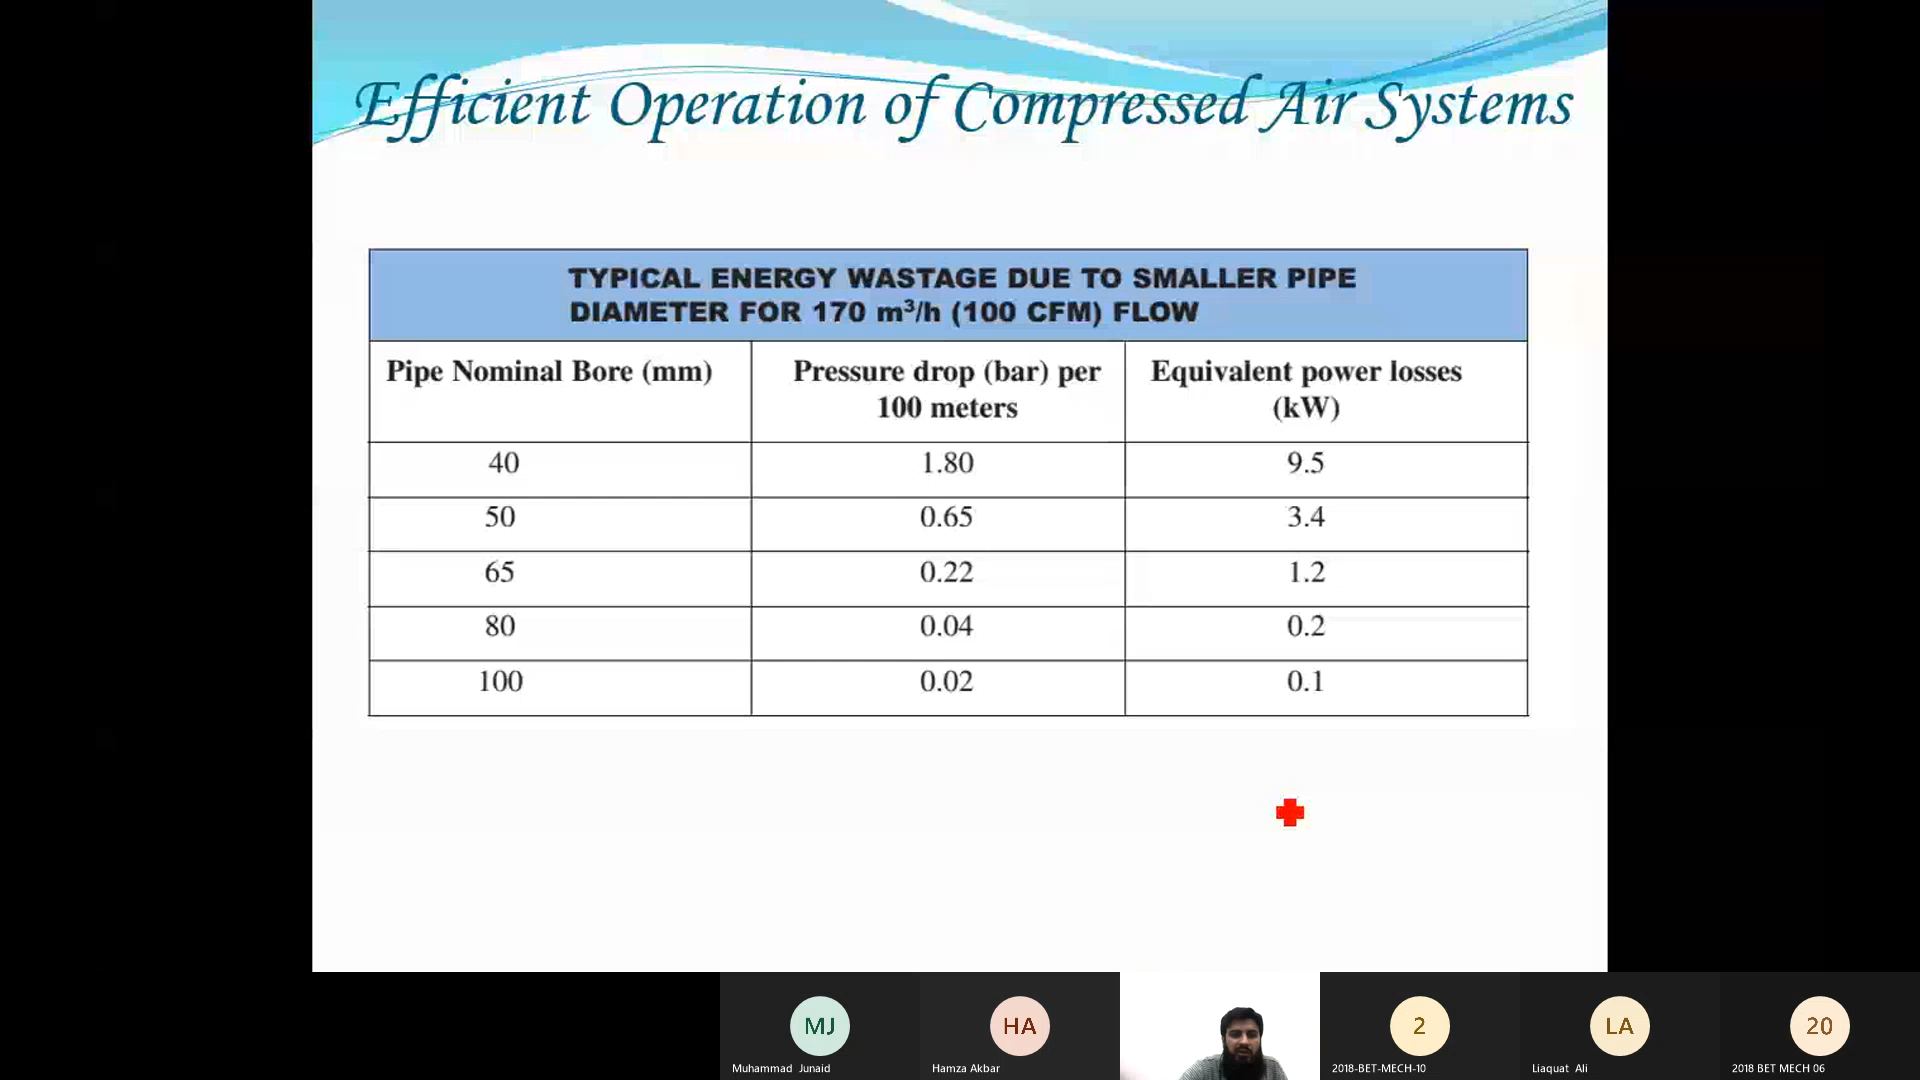 Efficient Operation of Compressed Air Systems
TYPICAL ENERGY WASTAGE DUE TO SMALLER PIPE
DIAMETER FOR 170 m³/h (100 CFM) FLOW
Pipe Nominal Bore (mm) Pressure drop (bar) per Equivalent power losses
100 meters (kW)
40 1.80 9.5
50 0.65 3.4
65 0.22 1.2
80 0.04 0.2
100 0.02 0.1
MJ HA 2 LA 20
Muhammad Junaid Hamza Akbar 2018-BET-MECH-10 Liaquat Ali 2018 BET MECH 06